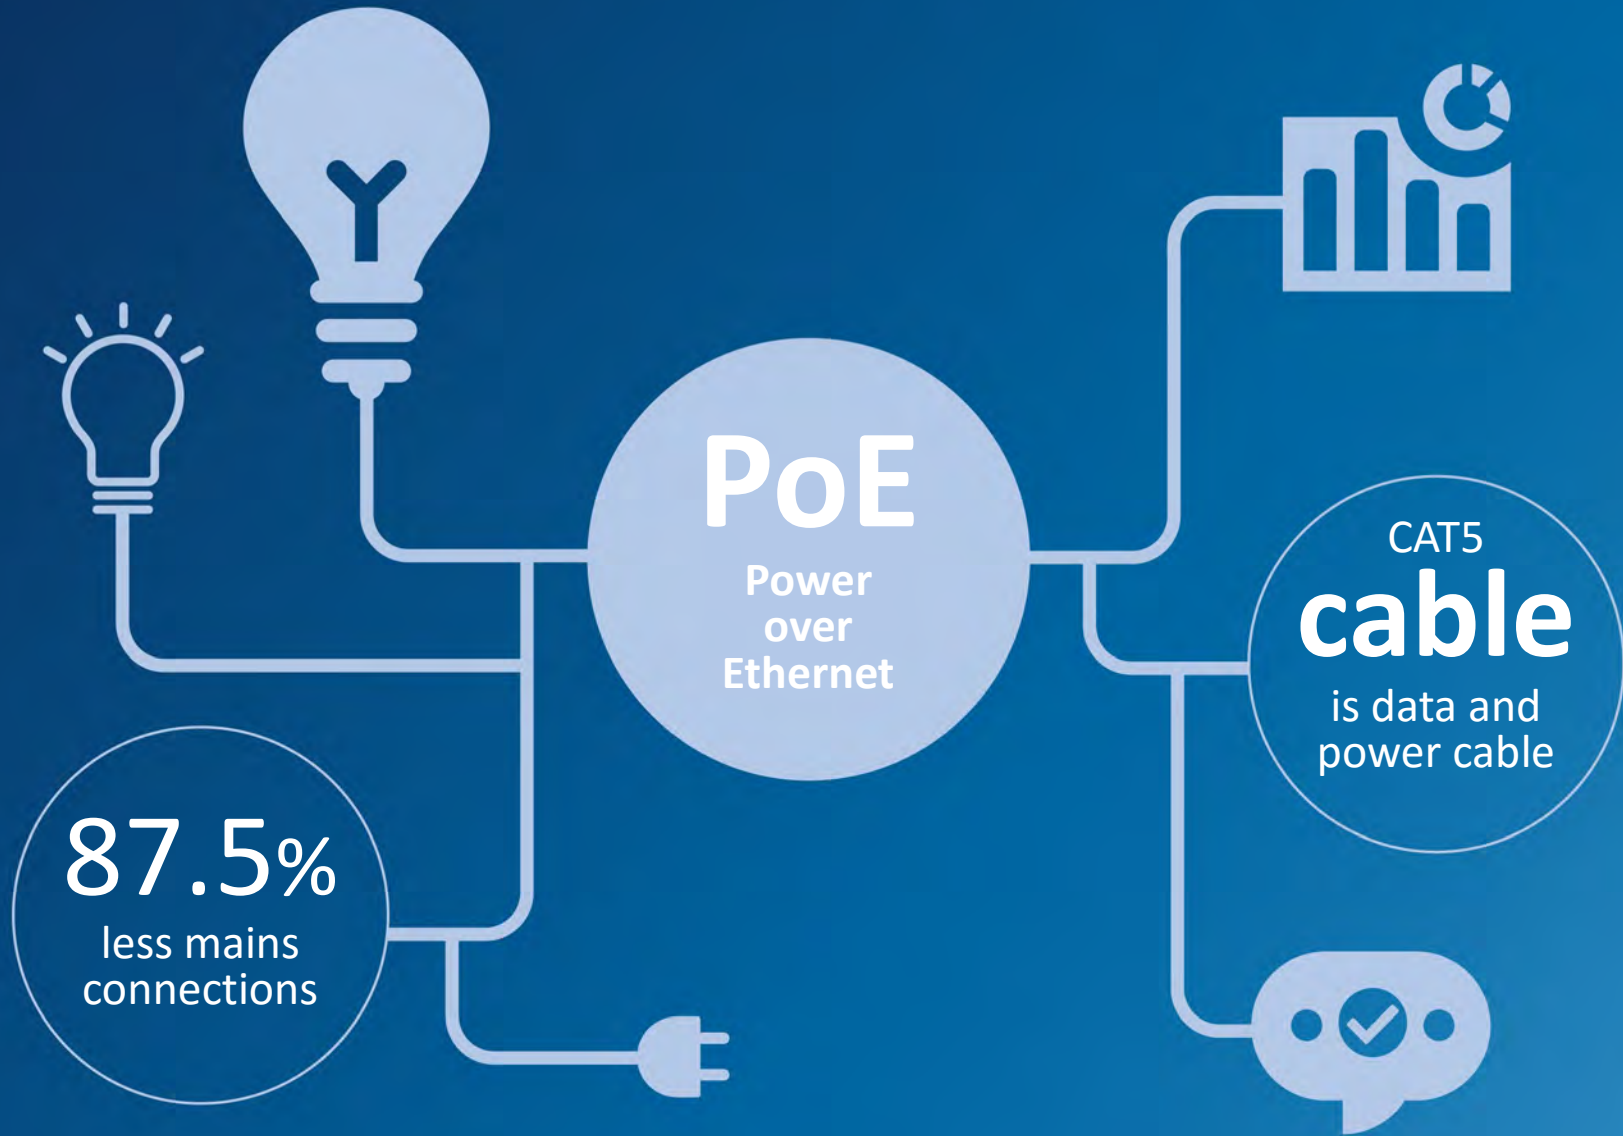 PoE
Power
over
Ethernet
CAT5
cable
is data and
power cable
87.5%
less mains
connections